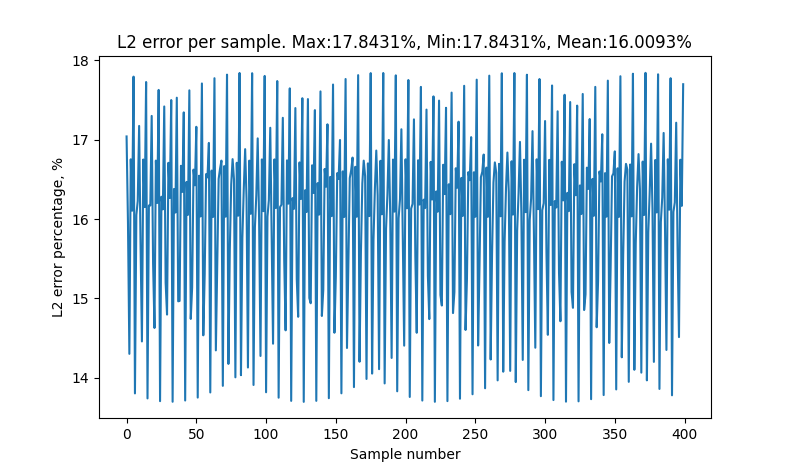 L2 error per sample. Max:17.8431%, Min:17.8431%, Mean:16.0093%
18
17
16
15
14
L2 error percentage, %
0 50 100 150 200 250 300 350 400
Sample number